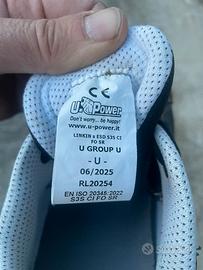 CE
U-Power.
Don't worry... be happy!
www.u-power.it
LINKIN s ESD S3S CI
FO SR
U GROUP U
- U -
06/2025
RL20254
EN ISO 20345:2022
S3S CI FO SR